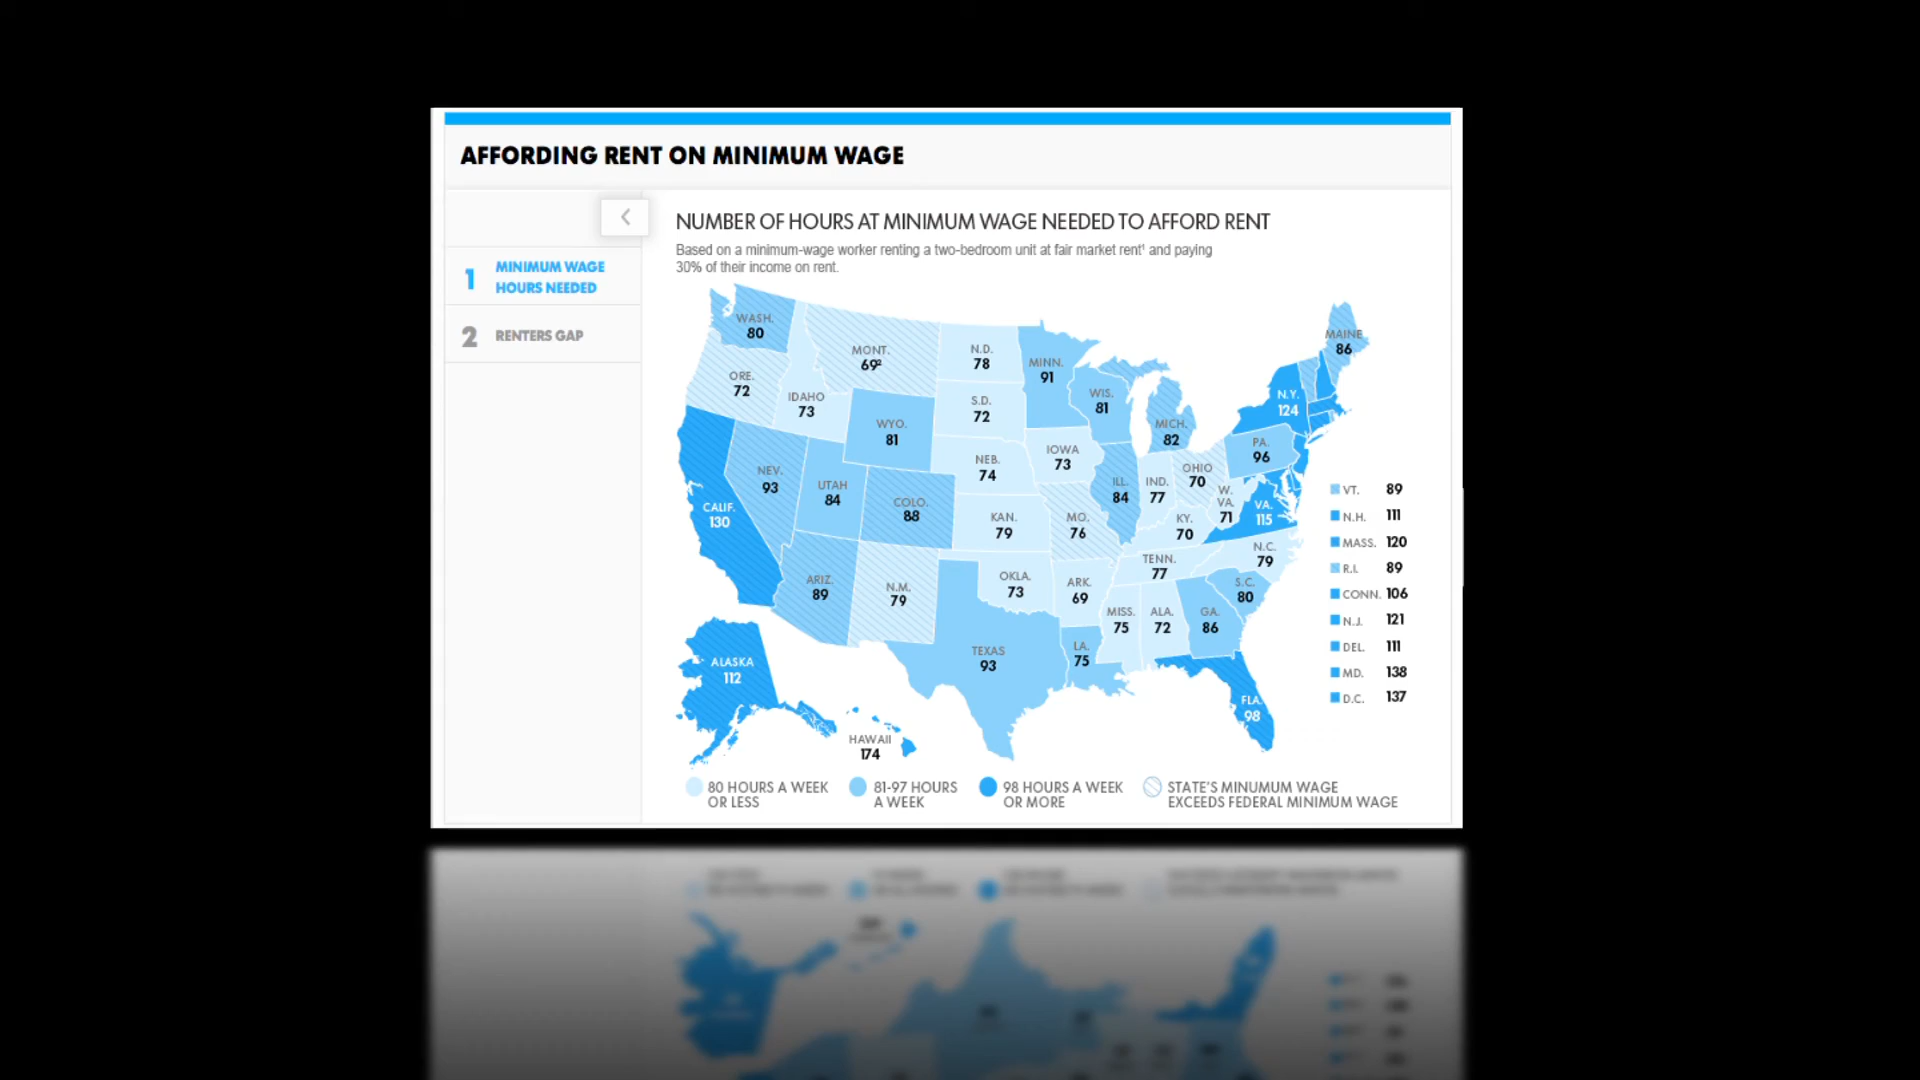 AFFORDING RENT ON MINIMUM WAGE
1 MINIMUM WAGE
HOURS NEEDED
2 RENTERS GAP
NUMBER OF HOURS AT MINIMUM WAGE NEEDED TO AFFORD RENT
Based on a minimum-wage worker renting a two-bedroom unit at fair market rent¹ and paying
30% of their income on rent.
WASH.
80
MONT.
69²
N.D.
78
MINN.
91
MAINE
86
ORE.
72
IDAHO
73
WYO.
81
S.D.
72
WIS.
81
MICH.
82
N.Y.
124
NEV.
93
UTAH
84
COLO.
88
NEB.
74
IOWA
73
ILL.
84
IND.
77
OHIO
70
PA.
96
CALIF.
130
KAN.
79
MO.
76
KY.
70
W.
VA.
71
VA.
115
ARIZ.
89
N.M.
79
OKLA.
73
ARK.
69
TENN.
77
N.C.
79
S.C.
80
TEXAS
93
LA.
75
MISS.
75
ALA.
72
GA.
86
FLA.
98
ALASKA
112
HAWAII
174
VT. 89
N.H. 111
MASS. 120
R.I. 89
CONN. 106
N.J. 121
DEL. 111
MD. 138
D.C. 137
80 HOURS A WEEK
OR LESS
81-97 HOURS
A WEEK
98 HOURS A WEEK
OR MORE
STATE'S MINUMUM WAGE
EXCEEDS FEDERAL MINIMUM WAGE